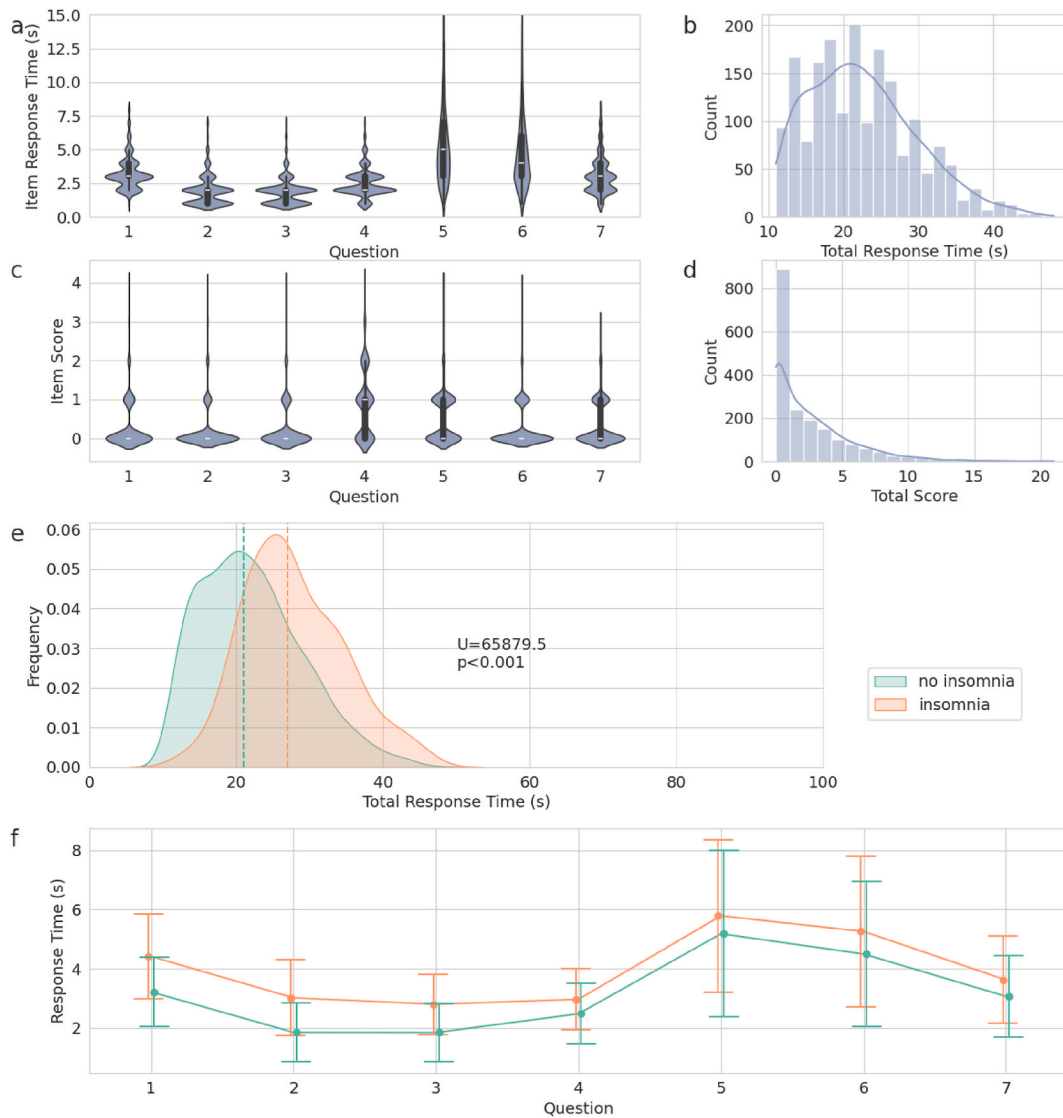 a
Item Response Time (s)
15.0
12.5
10.0
7.5
5.0
2.5
0.0
1 2 3 4 5 6 7
Question
b
Count
200
150
100
50
0
10 20 30 40
Total Response Time (s)
c
Item Score
4
3
2
1
0
1 2 3 4 5 6 7
Question
d
Count
800
600
400
200
0
0 5 10 15 20
Total Score
e
Frequency
0.06
0.05
0.04
0.03
0.02
0.01
0.00
U=65879.5
p<0.001
0 20 40 60 80 100
Total Response Time (s)
no insomnia
insomnia
f
Response Time (s)
8
6
4
2
1 2 3 4 5 6 7
Question